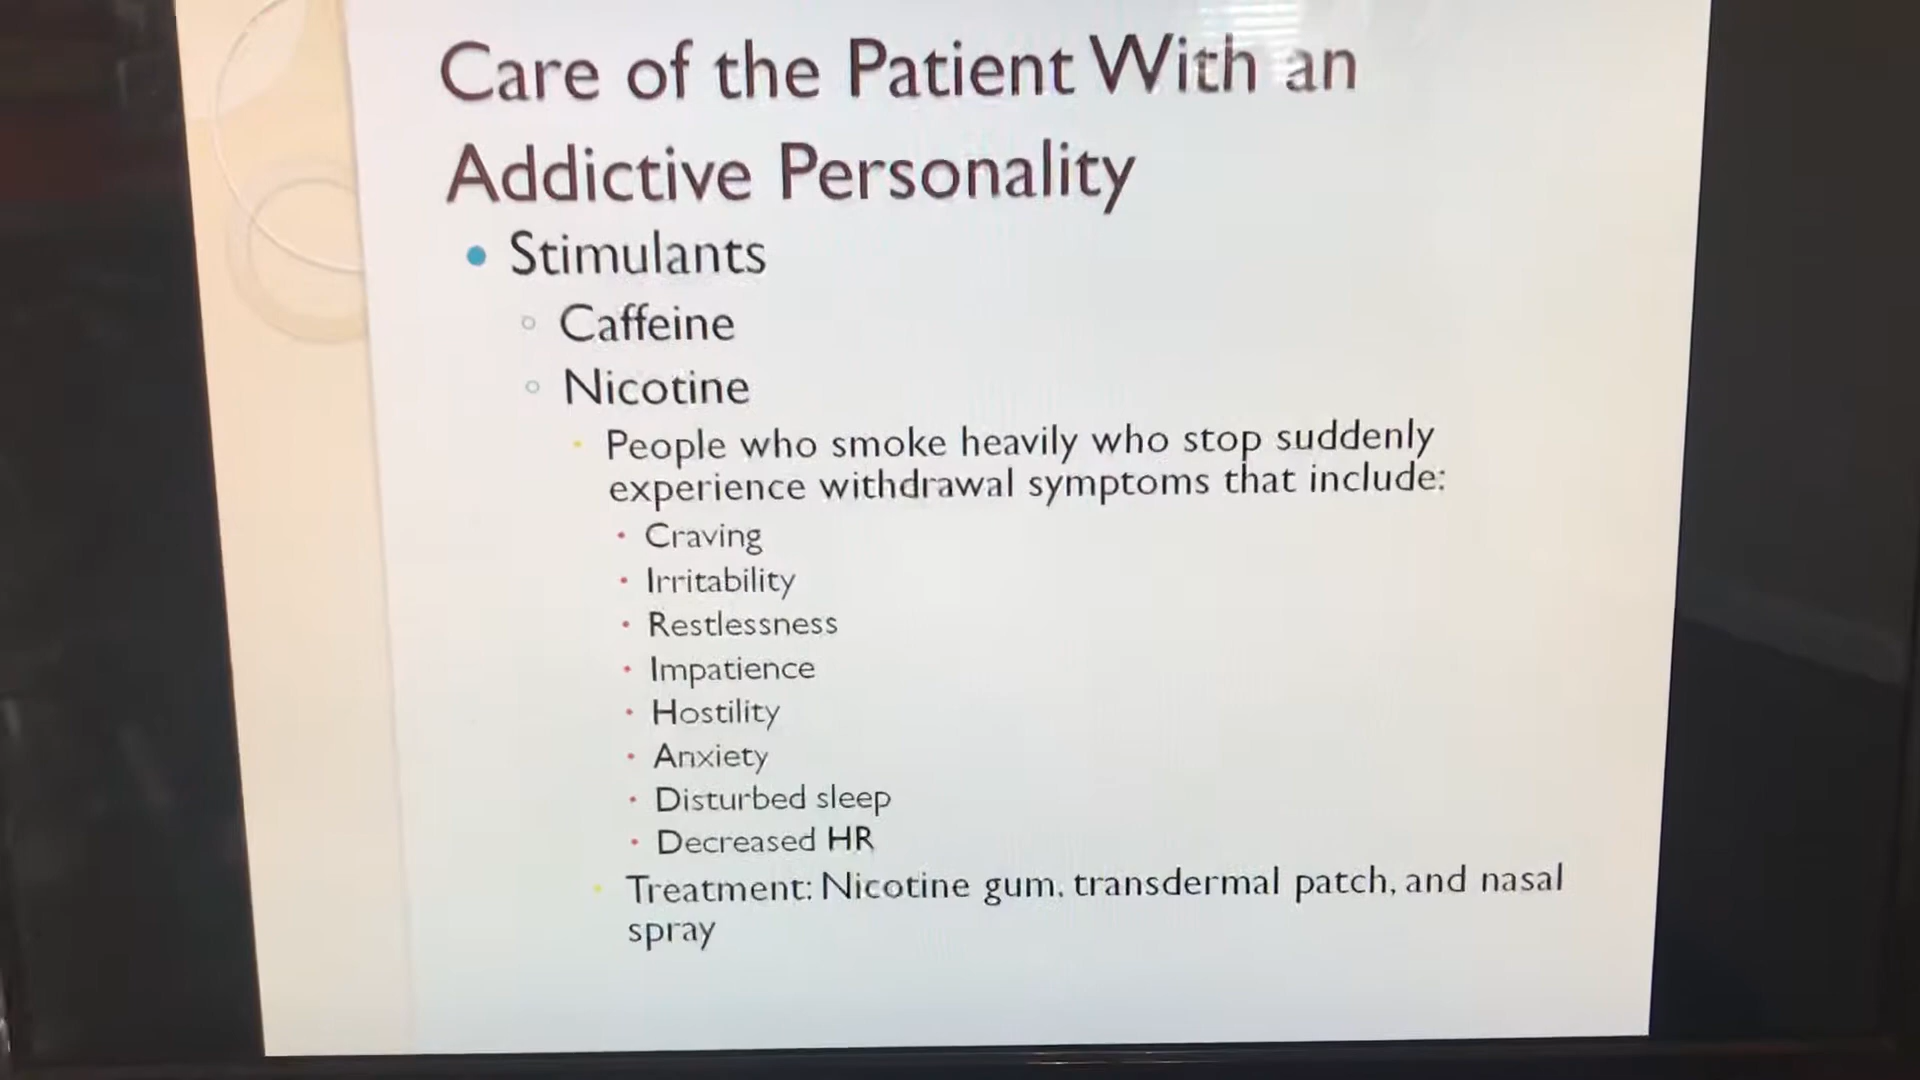 Care of the Patient With an
Addictive Personality
Stimulants
Caffeine
Nicotine
People who smoke heavily who stop suddenly
experience withdrawal symptoms that include:
Craving
Irritability
Restlessness
Impatience
Hostility
Anxiety
Disturbed sleep
Decreased HR
Treatment: Nicotine gum, transdermal patch, and nasal
spray